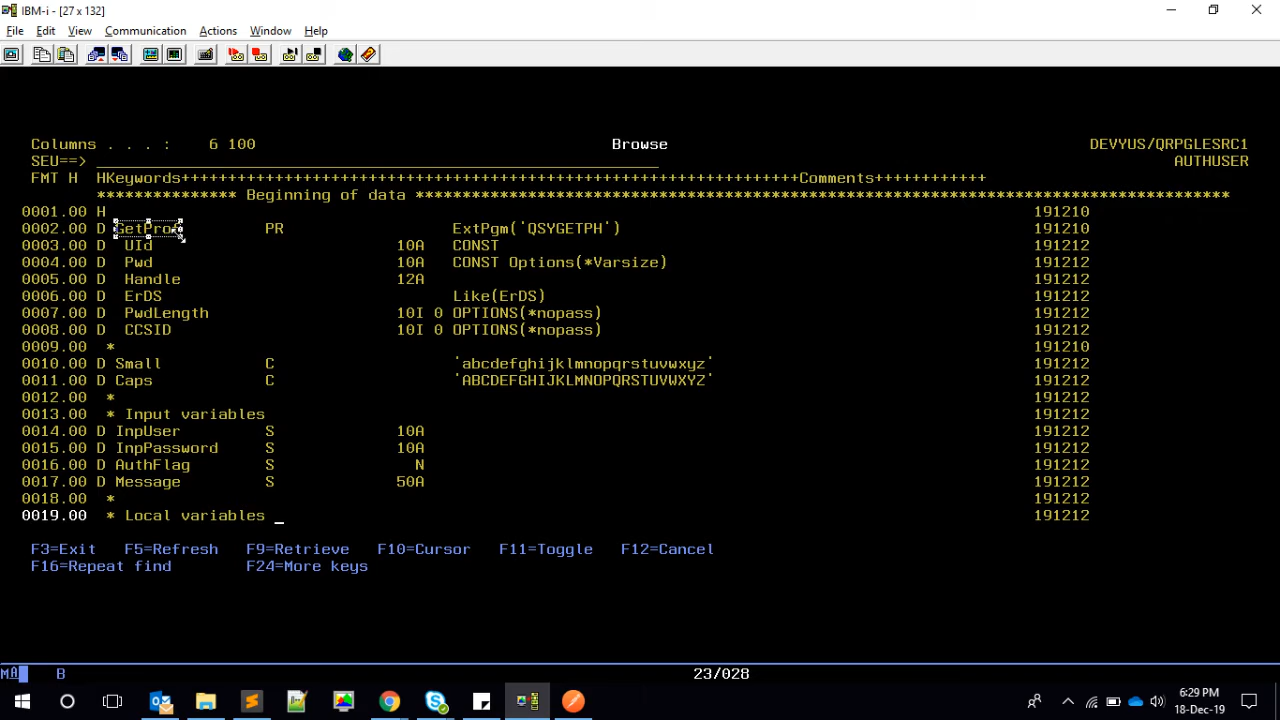 IBM-i - [27 x 132]
File Edit View Communication Actions Window Help
Columns . . . : 6 100 Browse DEVYUS/QRPGLESRC1
SEU==> AUTHUSER
FMT H HKeywords++++++++++++++++++++++++++++++++++++++++++++++++++++++++++++++++++Comments++++++++++++
*************** Beginning of data ***************************************************************************************
0001.00 H 191210
0002.00 D GetProf PR ExtPgm('QSYGETPH') 191210
0003.00 D UId 10A CONST 191212
0004.00 D Pwd 10A CONST Options(*Varsize) 191212
0005.00 D Handle 12A 191212
0006.00 D ErDS Like(ErDS) 191212
0007.00 D PwdLength 10I 0 OPTIONS(*nopass) 191212
0008.00 D CCSID 10I 0 OPTIONS(*nopass) 191212
0009.00 * 191210
0010.00 D Small C 'abcdefghijklmnopqrstuvwxyz' 191212
0011.00 D Caps C 'ABCDEFGHIJKLMNOPQRSTUVWXYZ' 191212
0012.00 * 191212
0013.00 * Input variables 191212
0014.00 D InpUser S 10A 191212
0015.00 D InpPassword S 10A 191212
0016.00 D AuthFlag S N 191212
0017.00 D Message S 50A 191212
0018.00 * 191212
0019.00 * Local variables _ 191212
F3=Exit F5=Refresh F9=Retrieve F10=Cursor F11=Toggle F12=Cancel
F16=Repeat find F24=More keys
MA B 23/028
6:29 PM
18-Dec-19